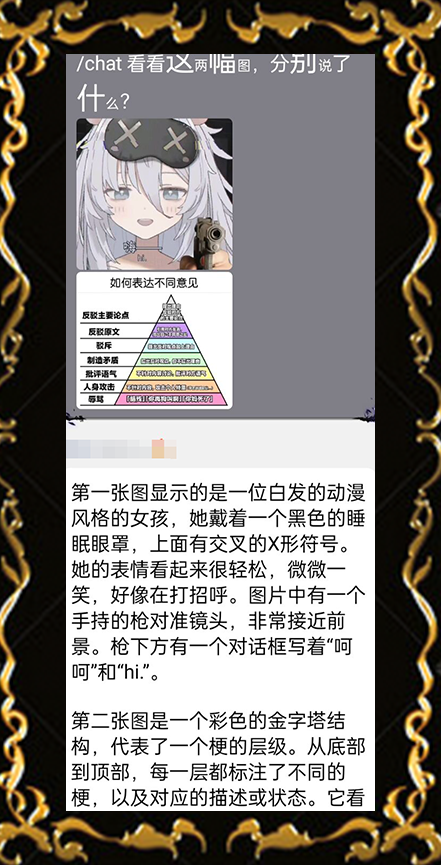 /chat 看看这两幅图，分别说了
什么?
嗨
hi.
如何表达不同意见
反驳主要论点
反驳原文
驳斥
制造矛盾
批评语气
人身攻击
辱骂
第一张图显示的是一位白发的动漫
风格的女孩，她戴着一个黑色的睡
眠眼罩，上面有交叉的X形符号。
她的表情看起来很轻松，微微一
笑，好像在打招呼。图片中有一个
手持的枪对准镜头，非常接近前
景。枪下方有一个对话框写着“呵
呵”和“hi.”。
第二张图是一个彩色的金字塔结
构，代表了一个梗的层级。从底部
到顶部，每一层都标注了不同的
梗，以及对应的描述或状态。它看